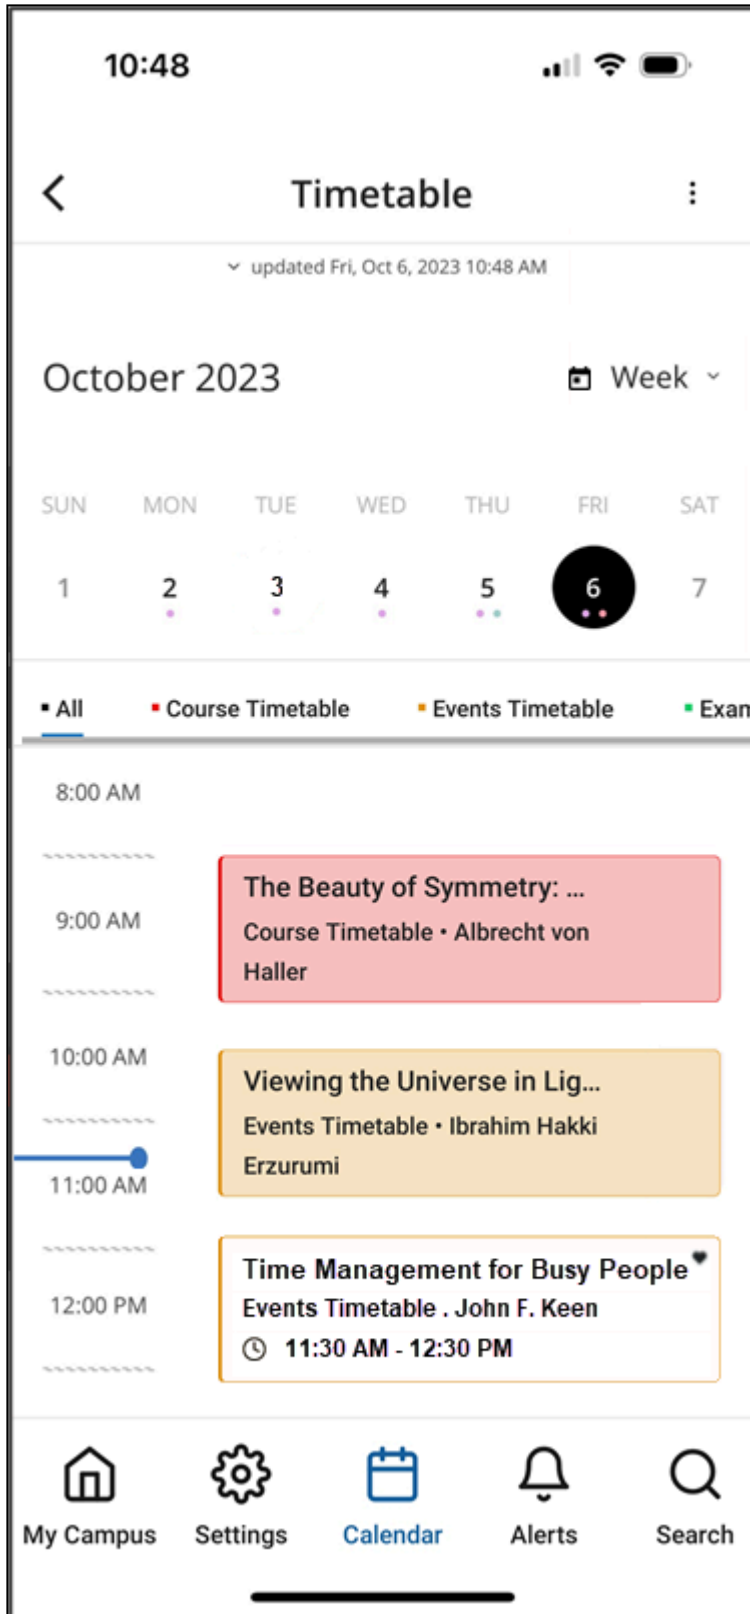 10:48
Timetable
updated Fri, Oct 6, 2023 10:48 AM
October 2023 Week
SUN MON TUE WED THU FRI SAT
1 2 3 4 5 6 7
All Course Timetable Events Timetable Exam
8:00 AM
The Beauty of Symmetry: ...
9:00 AM
Course Timetable • Albrecht von
Haller
10:00 AM
Viewing the Universe in Lig...
Events Timetable • Ibrahim Hakki
Erzurumi
11:00 AM
Time Management for Busy People
12:00 PM
Events Timetable . John F. Keen
11:30 AM - 12:30 PM
My Campus Settings Calendar Alerts Search